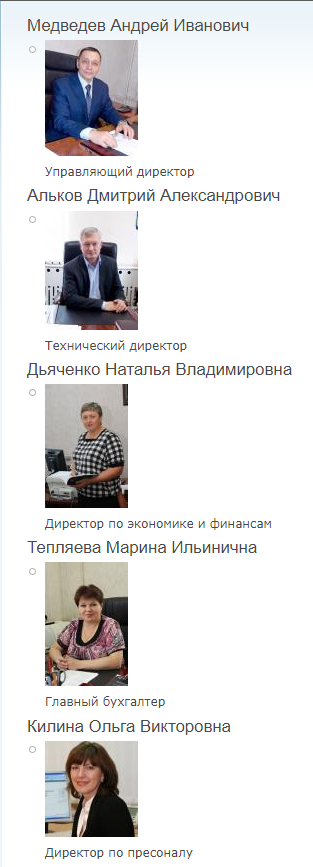 Медведев Андрей Иванович
Управляющий директор
Альков Дмитрий Александрович
Технический директор
Дьяченко Наталья Владимировна
Директор по экономике и финансам
Тепляева Марина Ильинична
Главный бухгалтер
Килина Ольга Викторовна
Директор по пресоналу